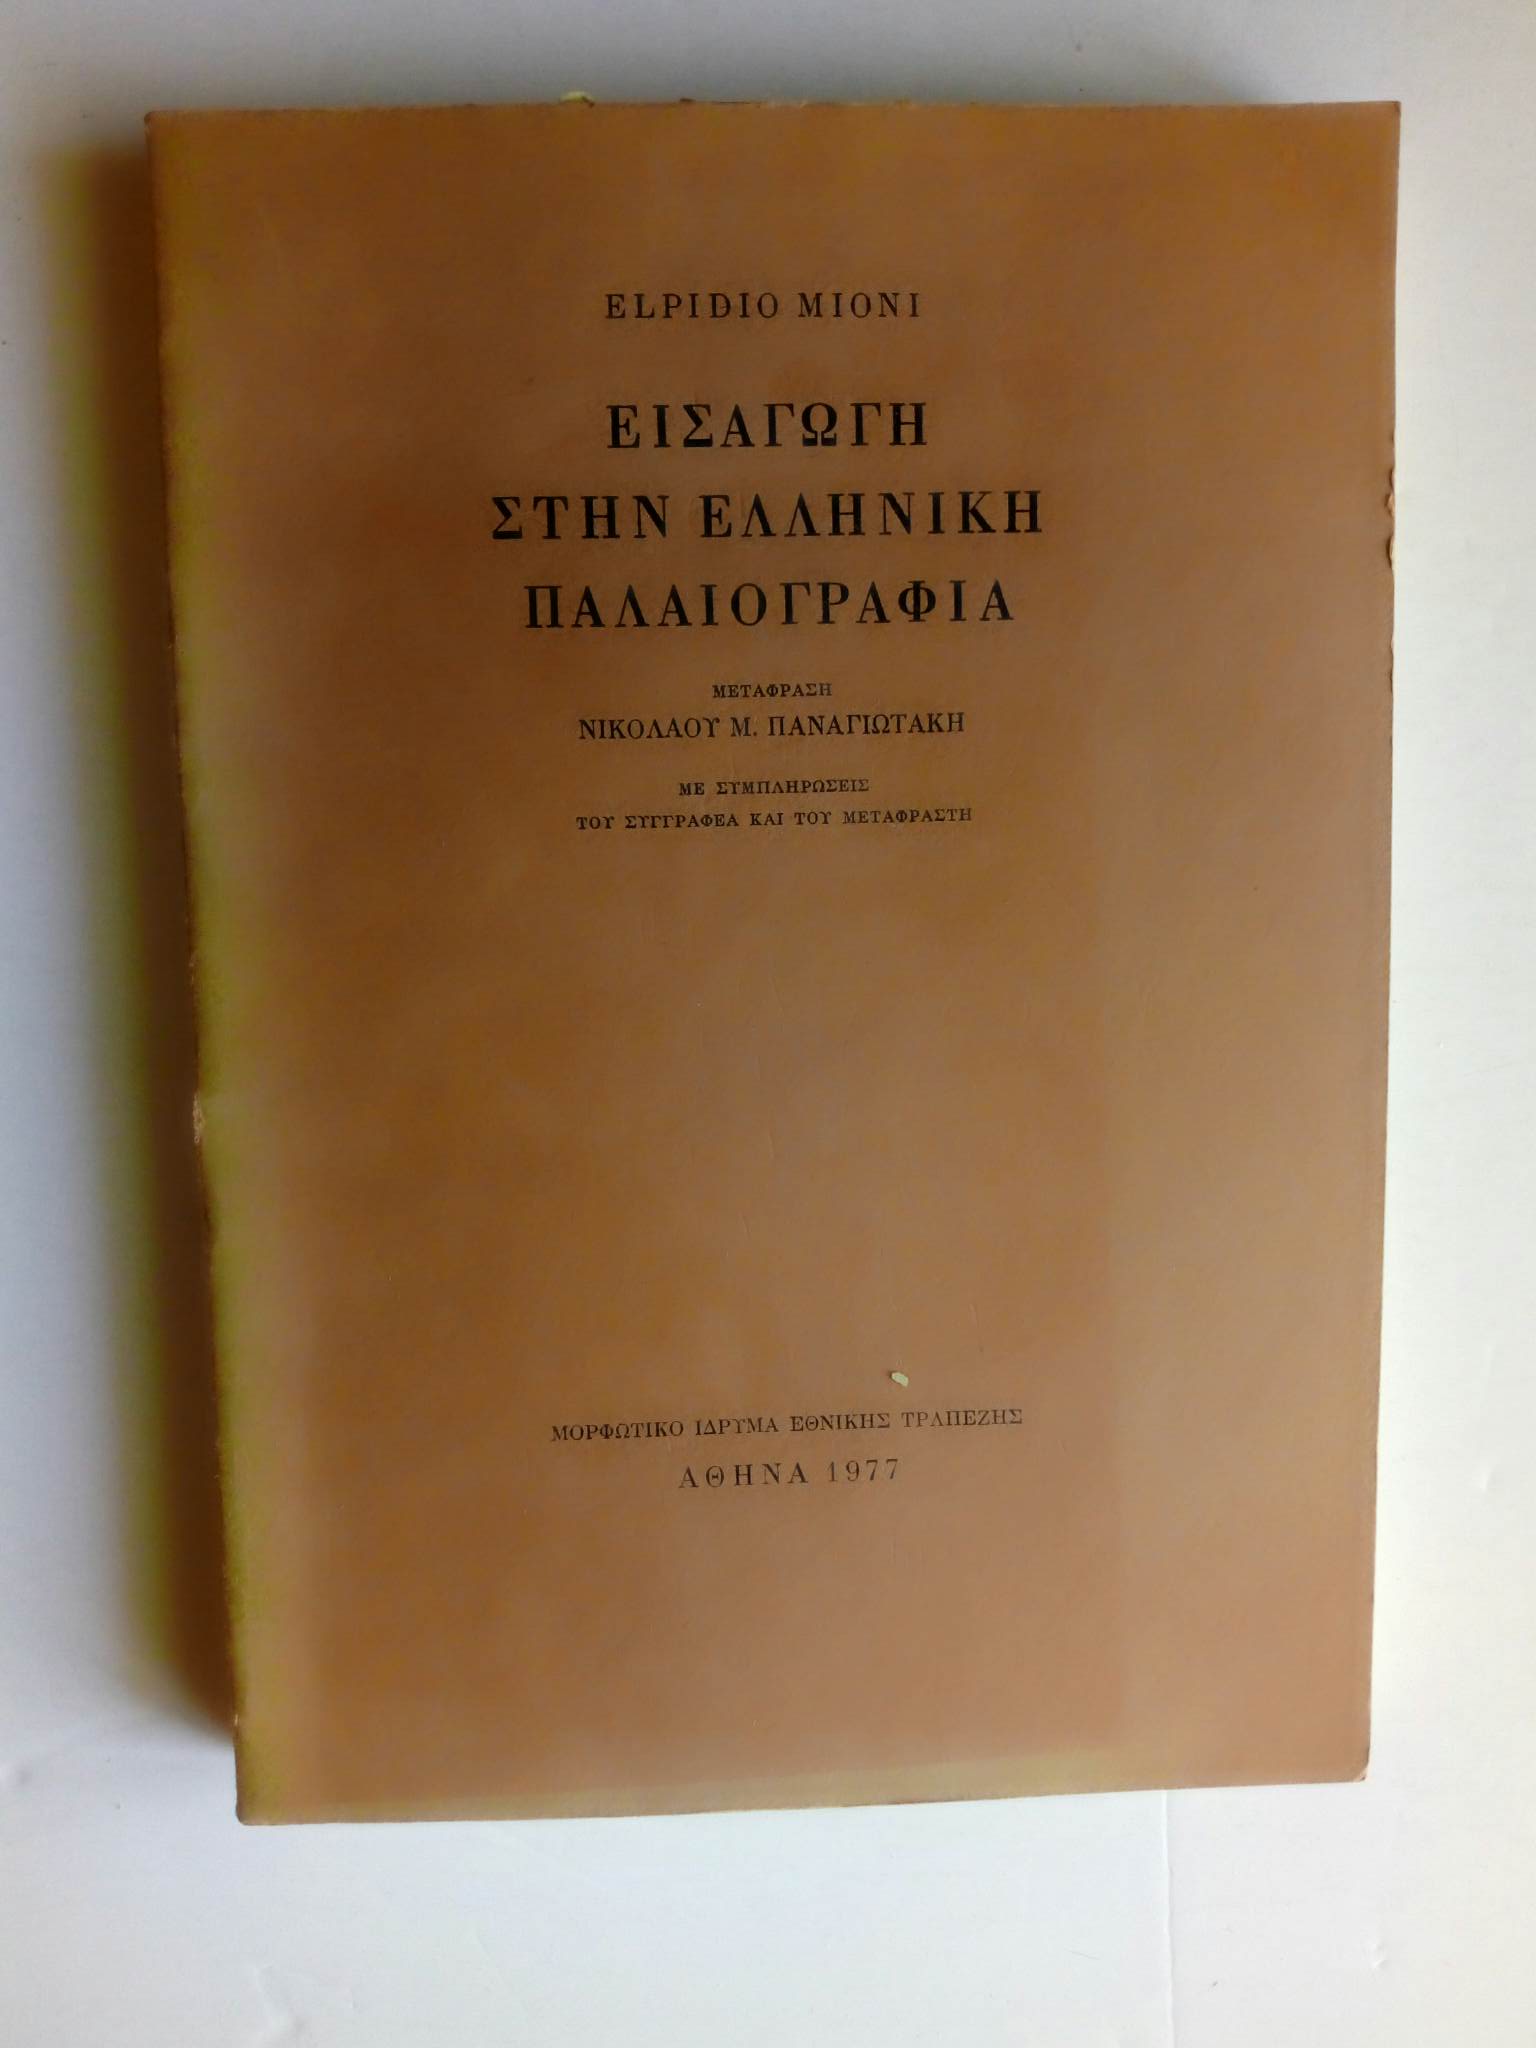 ELPIDIO MIONI
ΕΙΣΑΓΩΓΗ
ΣΤΗΝ ΕΛΛΗΝΙΚΗ
ΠΑΛΑΙΟΓΡΑΦΙΑ
ΜΕΤΑΦΡΑΣΗ
ΝΙΚΟΛΑΟΥ Μ. ΠΑΝΑΓΙΩΤΑΚΗ
ΜΕ ΣΥΜΠΛΗΡΩΣΕΙΣ
ΤΟΥ ΣΥΓΓΡΑΦΕΑ ΚΑΙ ΤΟΥ ΜΕΤΑΦΡΑΣΤΗ
ΜΟΡΦΩΤΙΚΟ ΙΔΡΥΜΑ ΕΘΝΙΚΗΣ ΤΡΑΠΕΖΗΣ
ΑΘΗΝΑ 1977